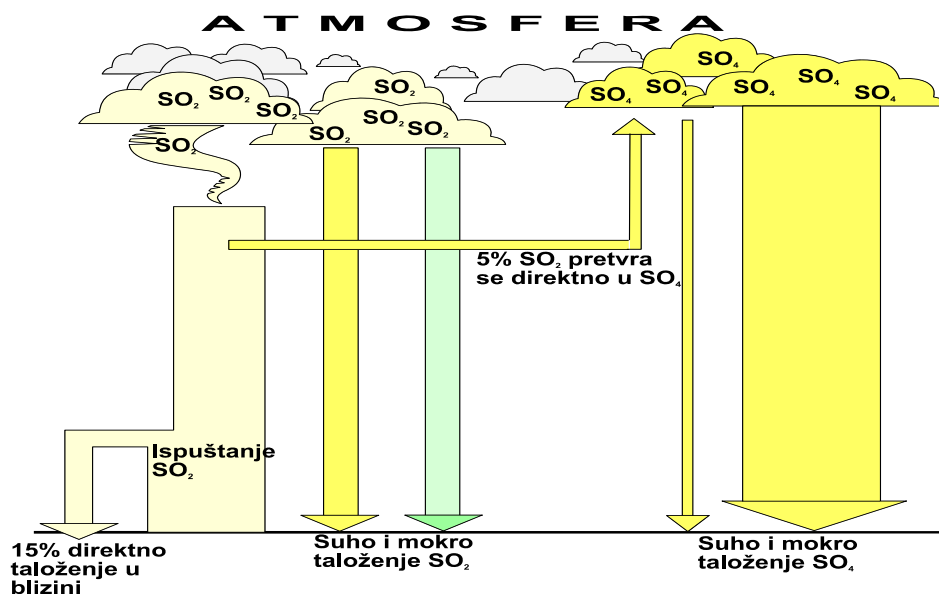 ATMOSFERA
SO₂
SO₂
SO₂
SO₂
SO₂
SO₂
SO₂
SO₂
SO₄
SO₄
SO₄
SO₄
SO₄
SO₄
5% SO₂ pretvra
se direktno u SO₄
Ispuštanje
SO₂
15% direktno
taloženje u
blizini
Suho i mokro
taloženje SO₂
Suho i mokro
taloženje SO₄